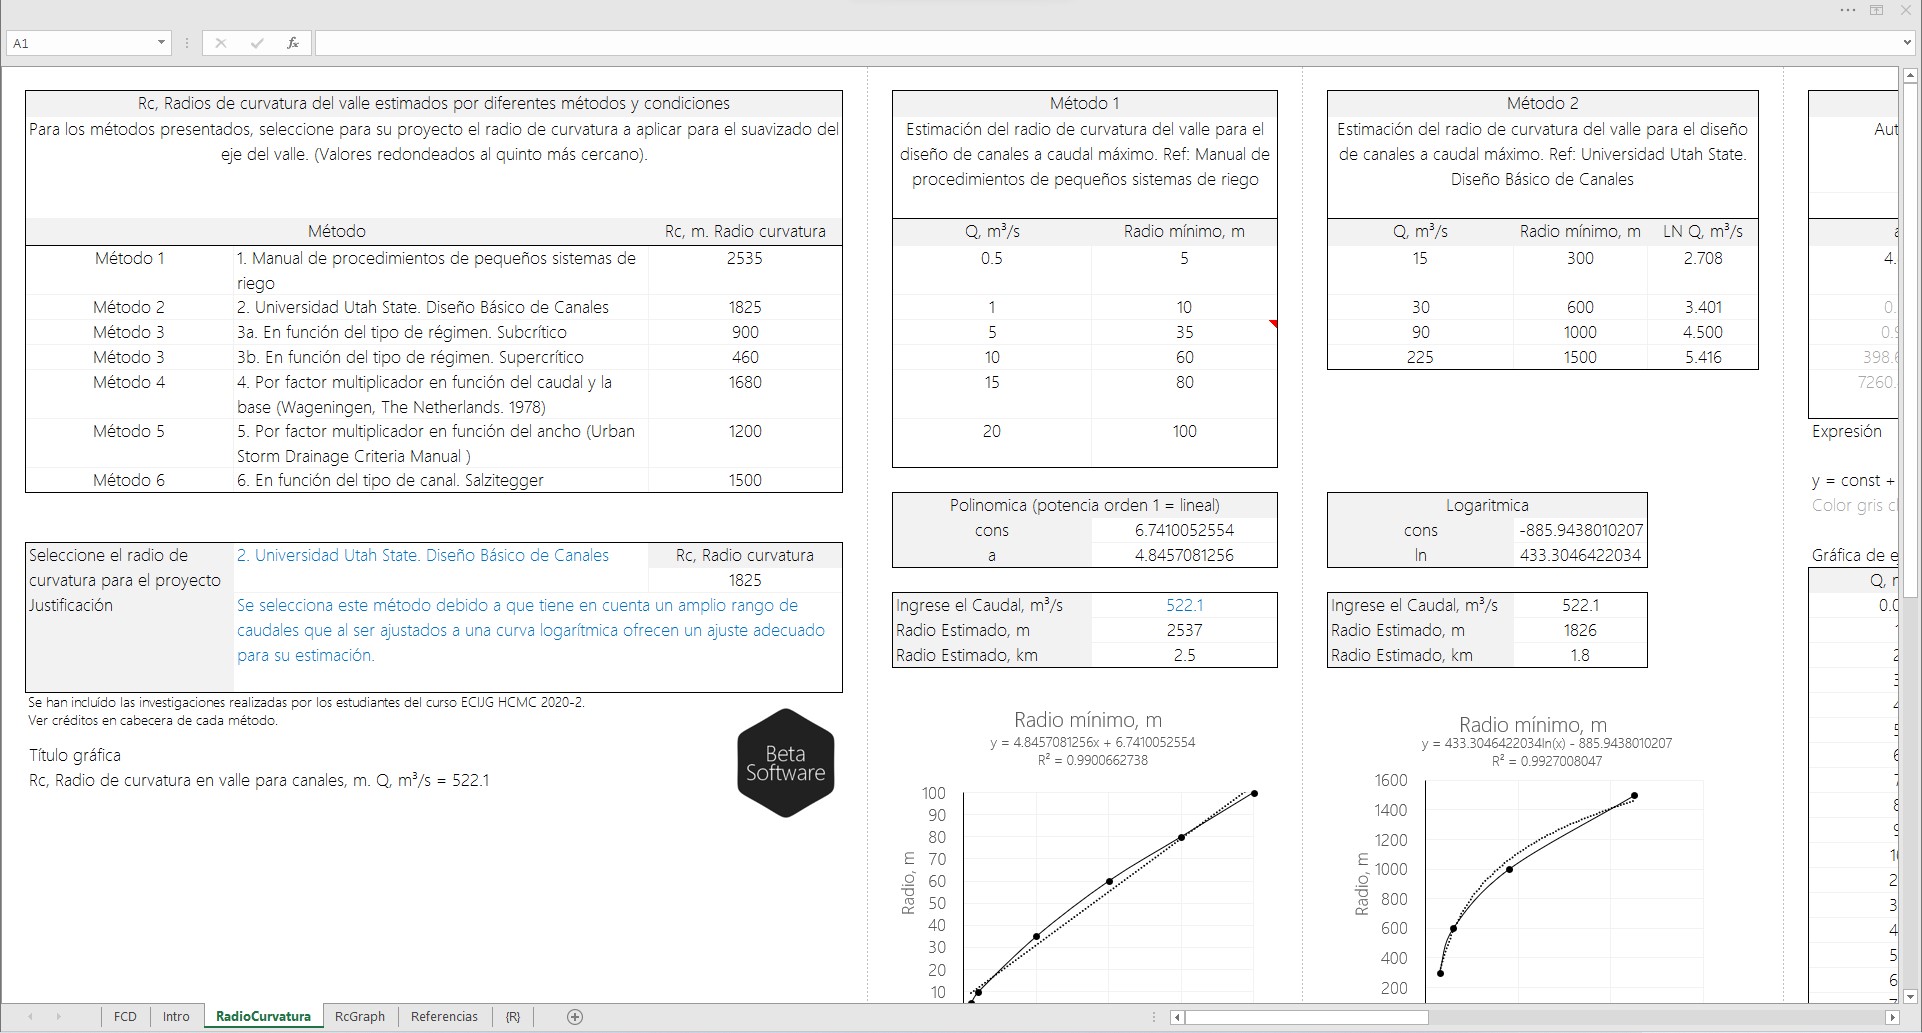 A1
fx
Rc, Radios de curvatura del valle estimados por diferentes métodos y condiciones
Para los métodos presentados, seleccione para su proyecto el radio de curvatura a aplicar para el suavizado del
eje del valle. (Valores redondeados al quinto más cercano).
Método Rc, m. Radio curvatura
Método 1 1. Manual de procedimientos de pequeños sistemas de 2535
riego
Método 2 2. Universidad Utah State. Diseño Básico de Canales 1825
Método 3 3a. En función del tipo de régimen. Subcrítico 900
Método 3 3b. En función del tipo de régimen. Supercrítico 460
Método 4 4. Por factor multiplicador en función del caudal y la 1680
base (Wageningen, The Netherlands. 1978)
Método 5 5. Por factor multiplicador en función del ancho (Urban 1200
Storm Drainage Criteria Manual )
Método 6 6. En función del tipo de canal. Salzitegger 1500
Seleccione el radio de 2. Universidad Utah State. Diseño Básico de Canales Rc, Radio curvatura
curvatura para el proyecto 1825
Justificación Se selecciona este método debido a que tiene en cuenta un amplio rango de
caudales que al ser ajustados a una curva logarítmica ofrecen un ajuste adecuado
para su estimación.
Se han incluído las investigaciones realizadas por los estudiantes del curso ECIJG HCMC 2020-2.
Ver créditos en cabecera de cada método.
Título gráfica
Rc, Radio de curvatura en valle para canales, m. Q, m³/s = 522.1
Beta
Software
Método 1
Estimación del radio de curvatura del valle para el
diseño de canales a caudal máximo. Ref: Manual de
procedimientos de pequeños sistemas de riego
Q, m³/s Radio mínimo, m
0.5 5
1 10
5 35
10 60
15 80
20 100
Polinomica (potencia orden 1 = lineal)
cons 6.7410052554
a 4.8457081256
Ingrese el Caudal, m³/s 522.1
Radio Estimado, m 2537
Radio Estimado, km 2.5
Radio mínimo, m
y = 4.8457081256x + 6.7410052554
R² = 0.9900662738
100
90
80
70
60
50
40
30
20
10
Radio, m
Método 2
Estimación del radio de curvatura del valle para el diseño
de canales a caudal máximo. Ref: Universidad Utah State.
Diseño Básico de Canales
Q, m³/s Radio mínimo, m LN Q, m³/s
15 300 2.708
30 600 3.401
90 1000 4.500
225 1500 5.416
Logaritmica
cons -885.9438010207
ln 433.3046422034
Ingrese el Caudal, m³/s 522.1
Radio Estimado, m 1826
Radio Estimado, km 1.8
Radio mínimo, m
y = 433.3046422034ln(x) - 885.9438010207
R² = 0.9927008047
1600
1400
1200
1000
800
600
400
200
Radio, m
Aut
4.
0.
398.
7260.
Expresión
y = const +
Color gris cl
Gráfica de e
Q,
0.0
FCD Intro RadioCurvatura RcGraph Referencias {R}